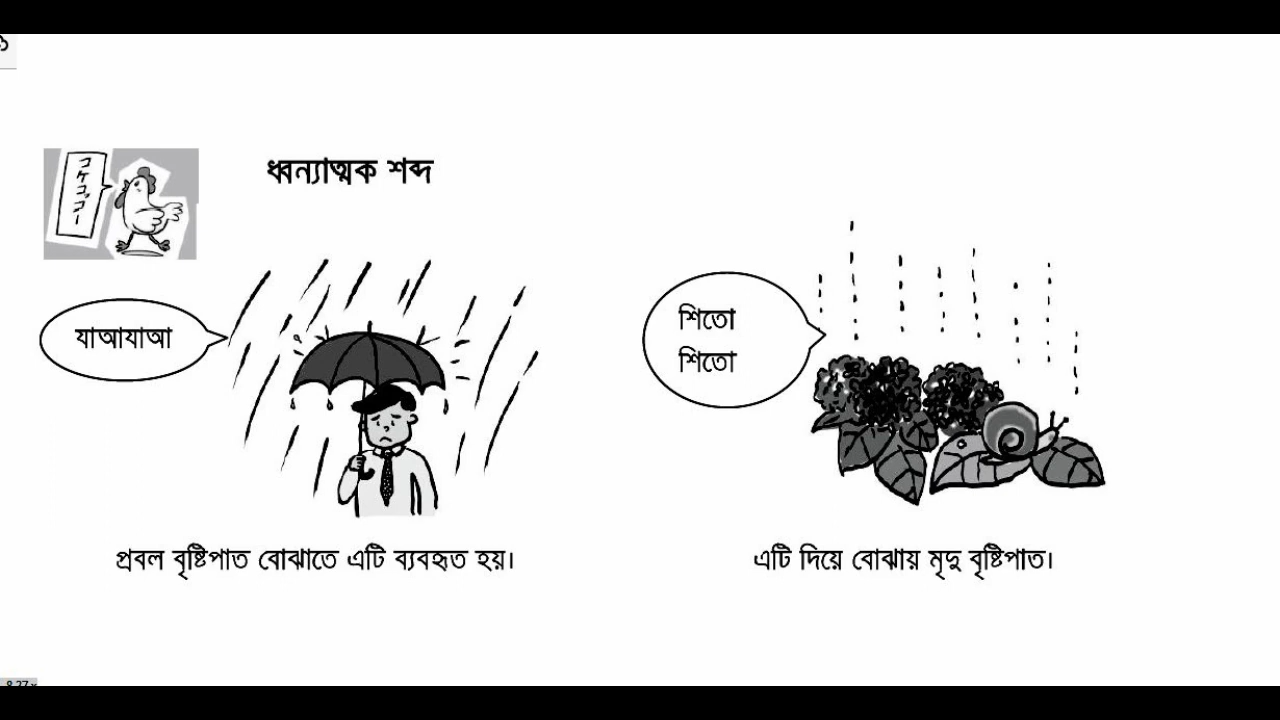 ধ্বন্যাত্মক শব্দ
コケコッコー
যাআযাআ
শিতো
শিতো
প্রবল বৃষ্টিপাত বোঝাতে এটি ব্যবহৃত হয়।
এটি দিয়ে বোঝায় মৃদু বৃষ্টিপাত।